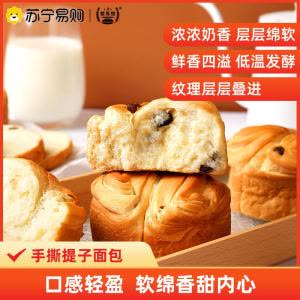 苏宁易购
浓浓奶香 层层绵软
鲜香四溢 低温发酵
纹理层层叠进
手撕提子面包
口感轻盈 软绵香甜内心